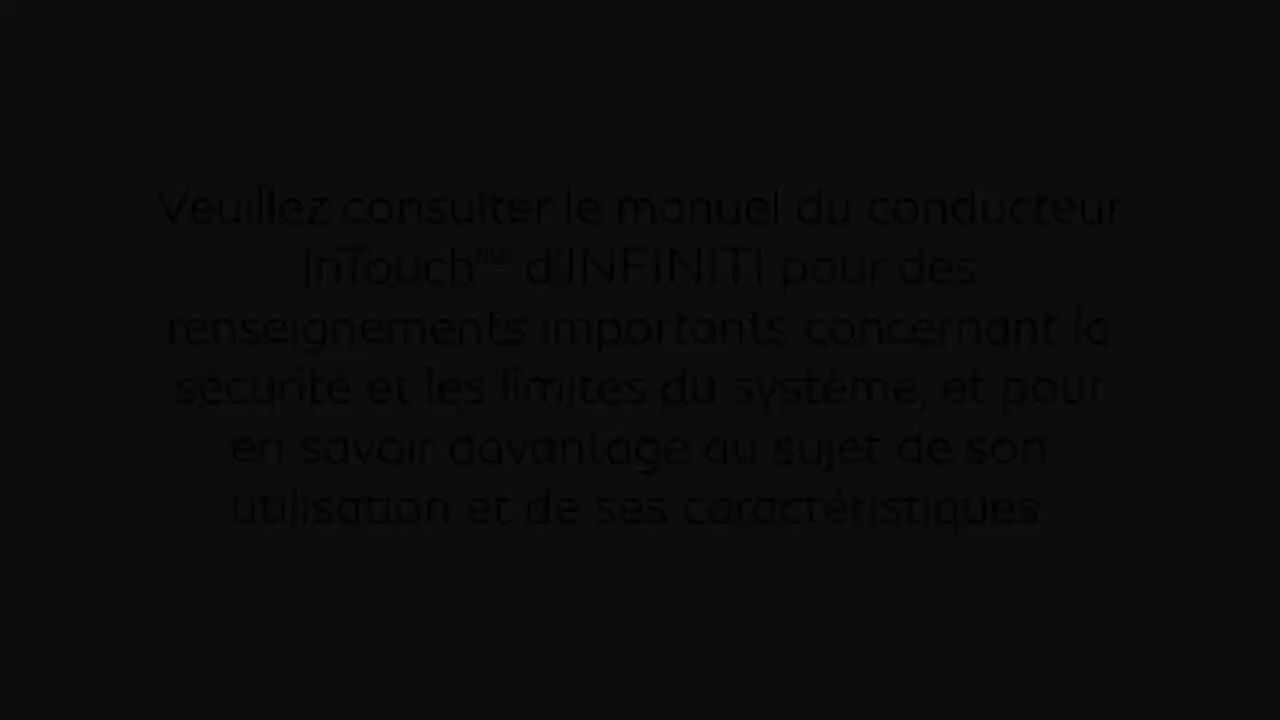 Veuillez consulter le manuel du conducteur
InTouchᵐᶜ d'INFINITI pour des
renseignements importants concernant la
sécurité et les limites du système, et pour
en savoir davantage au sujet de son
utilisation et de ses caractéristiques